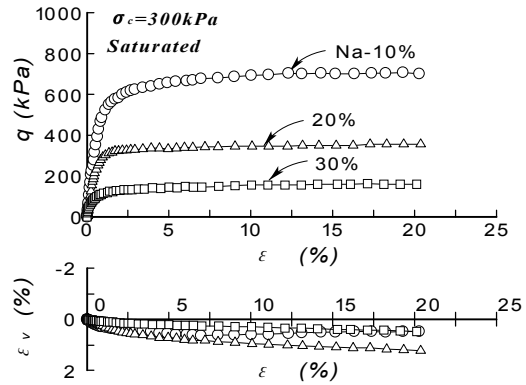 σc=300kPa
Saturated
1000
800
600
400
200
0
q (kPa)
Na-10%
20%
30%
0 5 10 15 20 25
ε (%)
-2
0
2
εv (%)
0 5 10 15 20 25
ε (%)